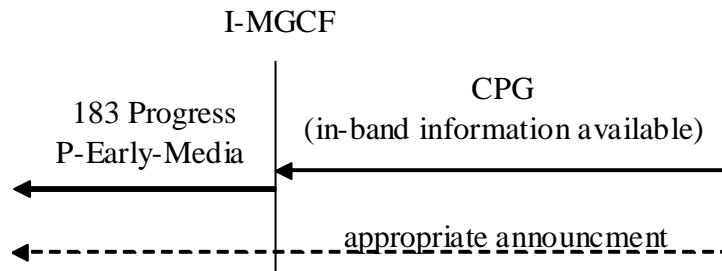 I-MGCF
183 Progress
P-Early-Media
CPG
(in-band information available)
appropriate announcment